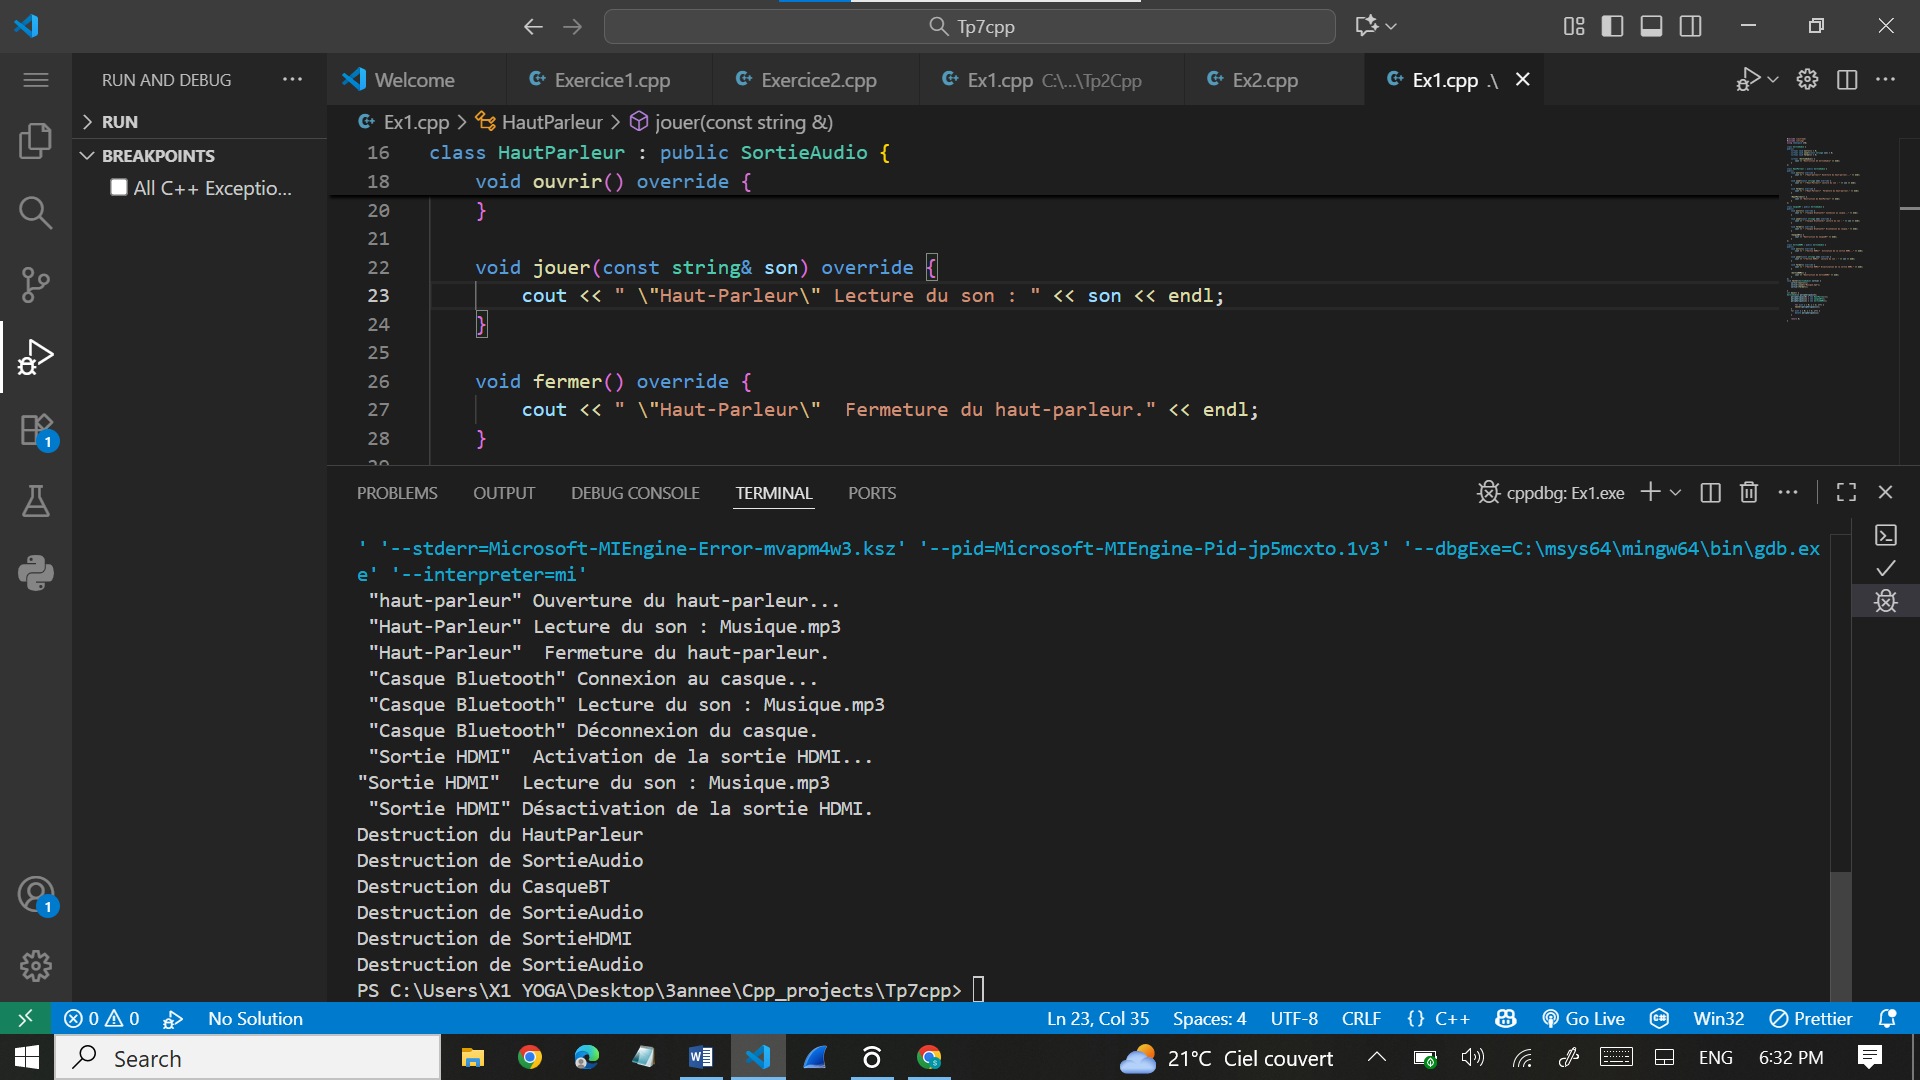 Tp7cpp
RUN AND DEBUG ...
RUN
BREAKPOINTS
All C++ Exceptio...
1
1
Welcome
Exercice1.cpp
Exercice2.cpp
Ex1.cpp C:\...\Tp2Cpp
Ex2.cpp
Ex1.cpp .\
Ex1.cpp > HautParleur > jouer(const string &)
16 class HautParleur : public SortieAudio {
18 void ouvrir() override {
20 }
21
22 void jouer(const string& son) override {
23 cout << " \"Haut-Parleur\" Lecture du son : " << son << endl;
24 }
25
26 void fermer() override {
27 cout << " \"Haut-Parleur\"  Fermeture du haut-parleur." << endl;
28 }
PROBLEMS OUTPUT DEBUG CONSOLE TERMINAL PORTS
cppdbg: Ex1.exe
' '--stderr=Microsoft-MIEngine-Error-mvapm4w3.ksz' '--pid=Microsoft-MIEngine-Pid-jp5mcxto.1v3' '--dbgExe=C:\msys64\mingw64\bin\gdb.ex
e' '--interpreter=mi'
"haut-parleur" Ouverture du haut-parleur...
"Haut-Parleur" Lecture du son : Musique.mp3
"Haut-Parleur"  Fermeture du haut-parleur.
"Casque Bluetooth" Connexion au casque...
"Casque Bluetooth" Lecture du son : Musique.mp3
"Casque Bluetooth" Déconnexion du casque.
"Sortie HDMI"  Activation de la sortie HDMI...
"Sortie HDMI"  Lecture du son : Musique.mp3
"Sortie HDMI" Désactivation de la sortie HDMI.
Destruction du HautParleur
Destruction de SortieAudio
Destruction du CasqueBT
Destruction de SortieAudio
Destruction de SortieHDMI
Destruction de SortieAudio
PS C:\Users\X1 YOGA\Desktop\3annee\Cpp_projects\Tp7cpp>
0 0 No Solution Ln 23, Col 35 Spaces: 4 UTF-8 CRLF {} C++ Go Live Win32 Prettier
Search 21°C Ciel couvert ENG 6:32 PM